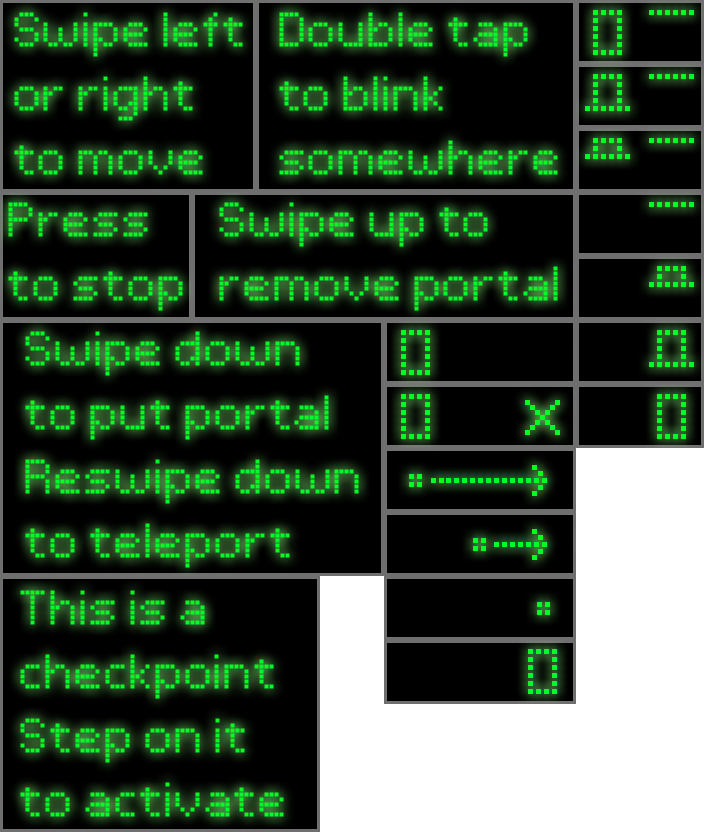 Swipe left
or right
to move
Double tap
to blink
somewhere
Press
to stop
Swipe up to
remove portal
Swipe down
to put portal
Reswipe down
to teleport
This is a
checkpoint
Step on it
to activate